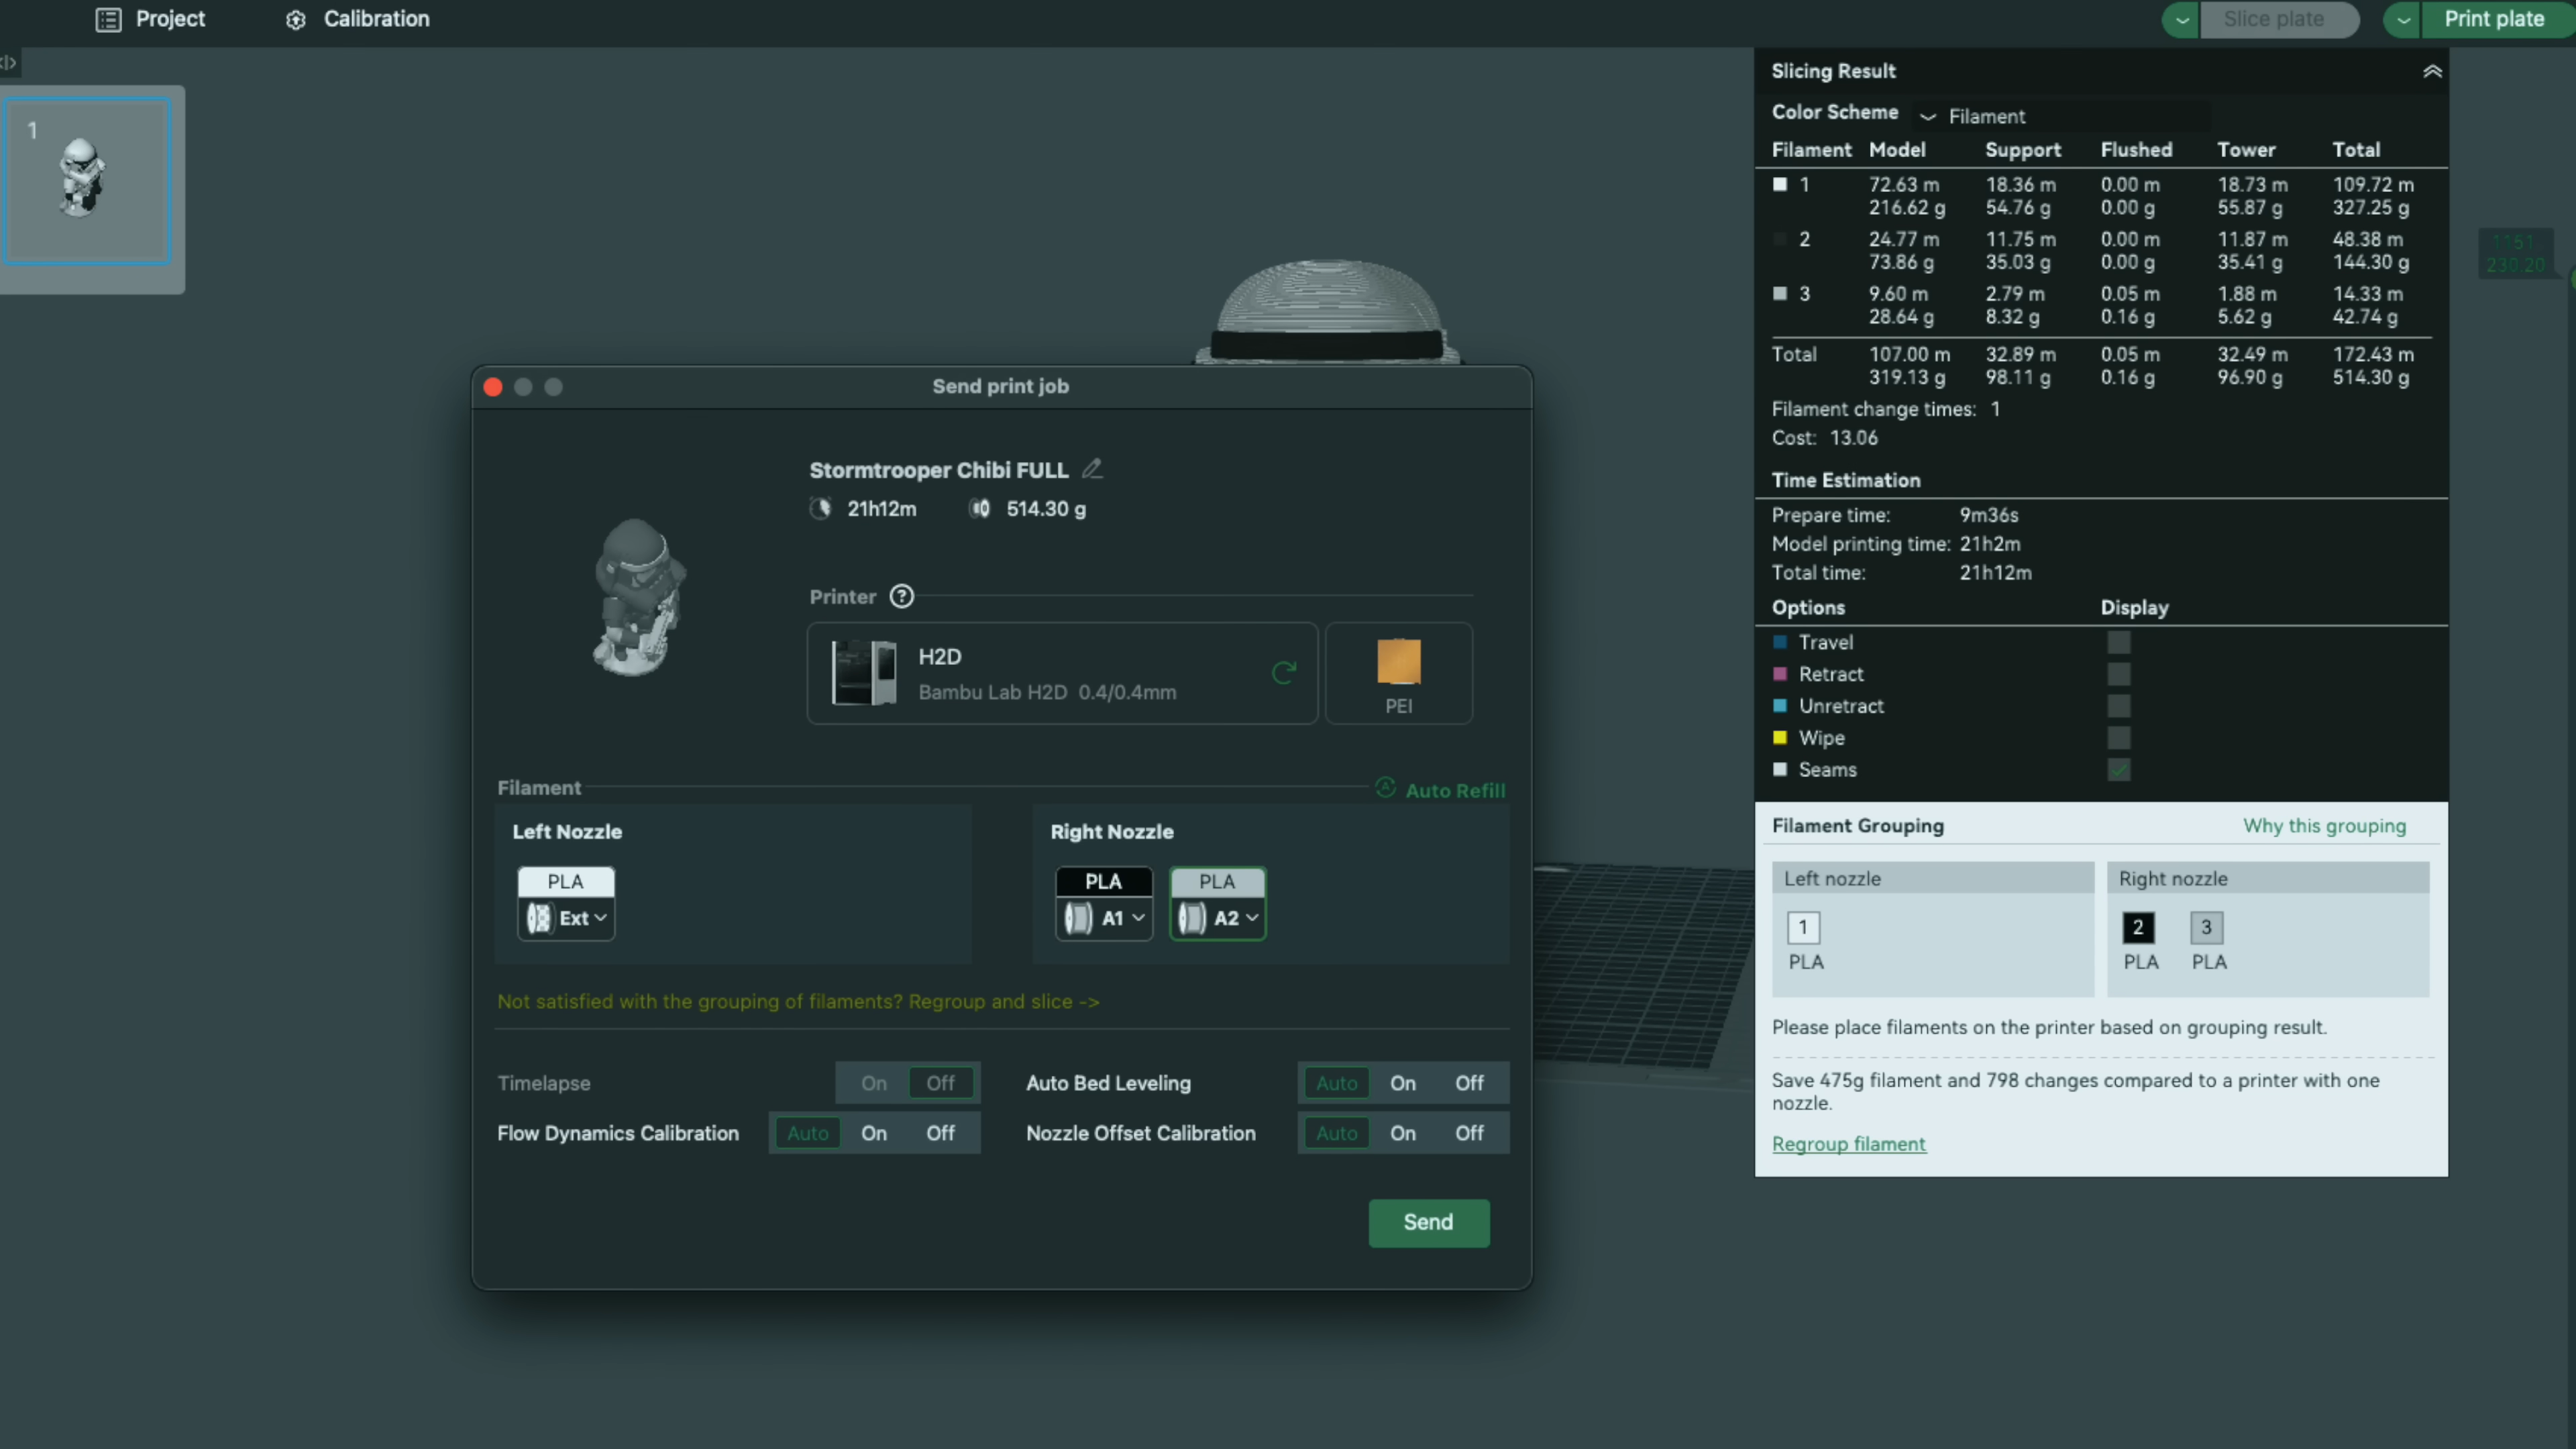 Project
Calibration
Slice plate
Print plate
1
Slicing Result
Color Scheme
Filament
Filament Model Support Flushed Tower Total
1 72.63 m 18.36 m 0.00 m 18.73 m 109.72 m
216.62 g 54.76 g 0.00 g 55.87 g 327.25 g
2 24.77 m 11.75 m 0.00 m 11.87 m 48.38 m
73.86 g 35.03 g 0.00 g 35.41 g 144.30 g
3 9.60 m 2.79 m 0.05 m 1.88 m 14.33 m
28.64 g 8.32 g 0.16 g 5.62 g 42.74 g
Total 107.00 m 32.89 m 0.05 m 32.49 m 172.43 m
319.13 g 98.11 g 0.16 g 96.90 g 514.30 g
Filament change times: 1
Cost: 13.06
Time Estimation
Prepare time: 9m36s
Model printing time: 21h2m
Total time: 21h12m
Options Display
Travel
Retract
Unretract
Wipe
Seams
1151
230.20
Send print job
Stormtrooper Chibi FULL
21h12m 514.30 g
Printer ?
H2D
Bambu Lab H2D 0.4/0.4mm
PEI
Filament
Auto Refill
Left Nozzle
PLA
Ext
Right Nozzle
PLA PLA
A1 A2
Not satisfied with the grouping of filaments? Regroup and slice ->
Timelapse On Off
Auto Bed Leveling Auto On Off
Flow Dynamics Calibration Auto On Off
Nozzle Offset Calibration Auto On Off
Send
Filament Grouping
Why this grouping
Left nozzle
1
PLA
Right nozzle
2 3
PLA PLA
Please place filaments on the printer based on grouping result.
Save 475g filament and 798 changes compared to a printer with one
nozzle.
Regroup filament